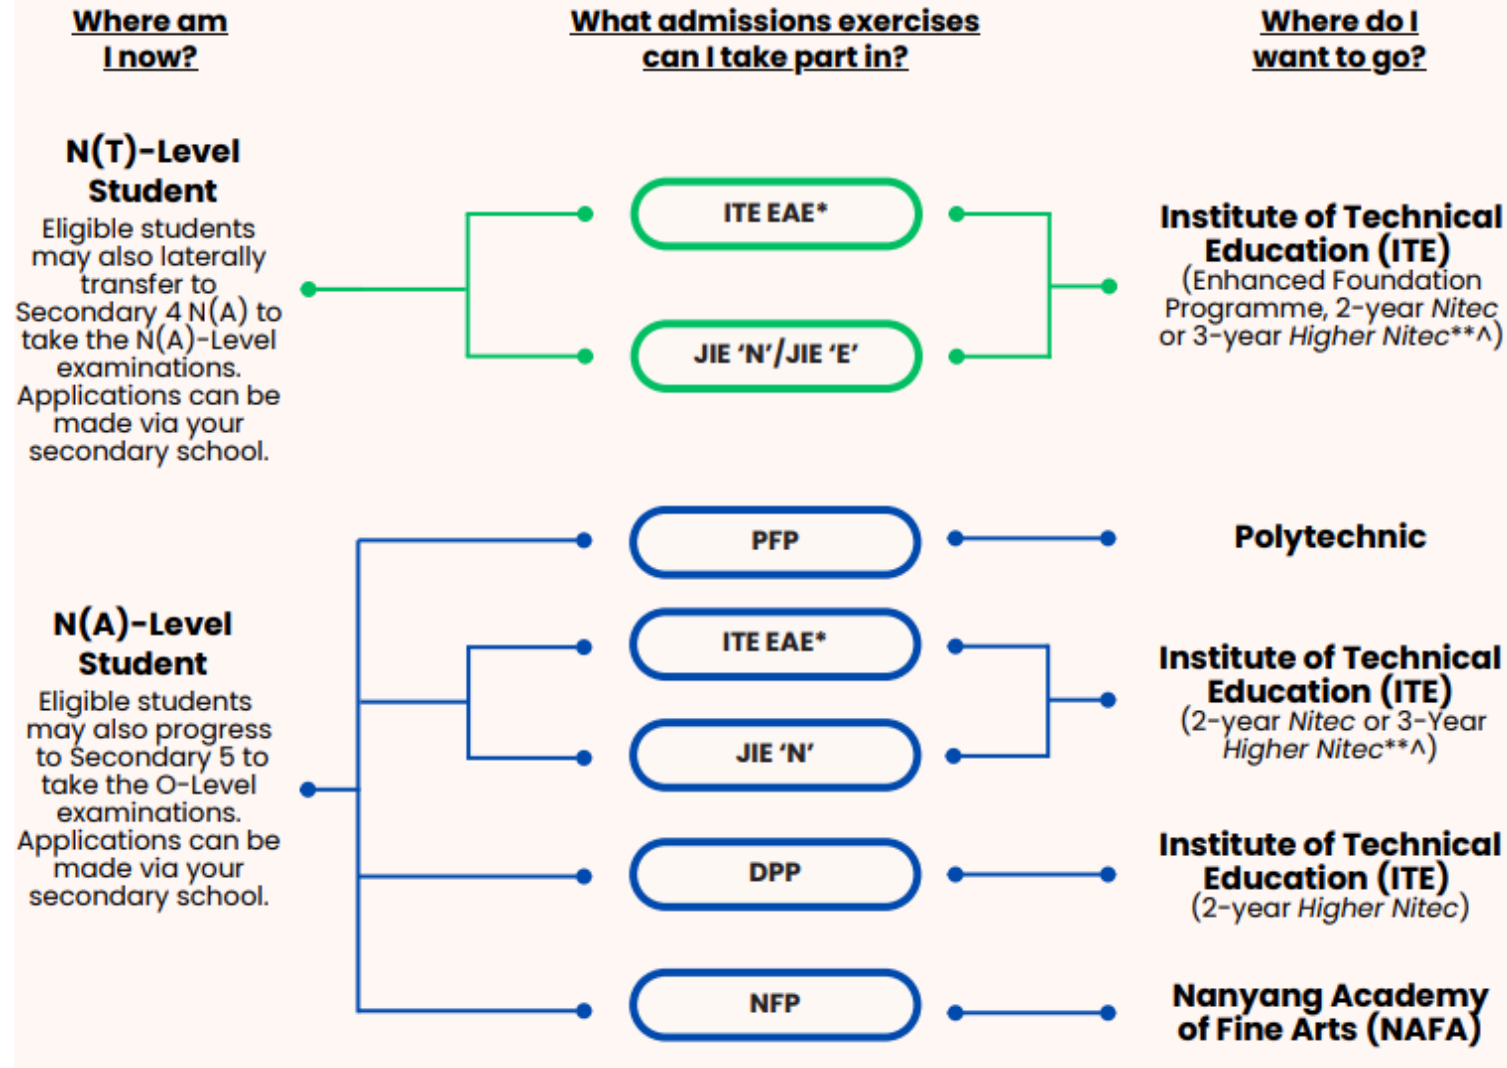 Where am
I now?
What admissions exercises
can I take part in?
Where do I
want to go?
N(T)-Level
Student
Eligible students
may also laterally
transfer to
Secondary 4 N(A) to
take the N(A)-Level
examinations.
Applications can be
made via your
secondary school.
ITE EAE*
JIE ‘N’/JIE ‘E’
Institute of Technical
Education (ITE)
(Enhanced Foundation
Programme, 2-year Nitec
or 3-year Higher Nitec**^)
N(A)-Level
Student
Eligible students
may also progress
to Secondary 5 to
take the O-Level
examinations.
Applications can be
made via your
secondary school.
PFP
Polytechnic
ITE EAE*
JIE ‘N’
Institute of Technical
Education (ITE)
(2-year Nitec or 3-Year
Higher Nitec**^)
DPP
Institute of Technical
Education (ITE)
(2-year Higher Nitec)
NFP
Nanyang Academy
of Fine Arts (NAFA)